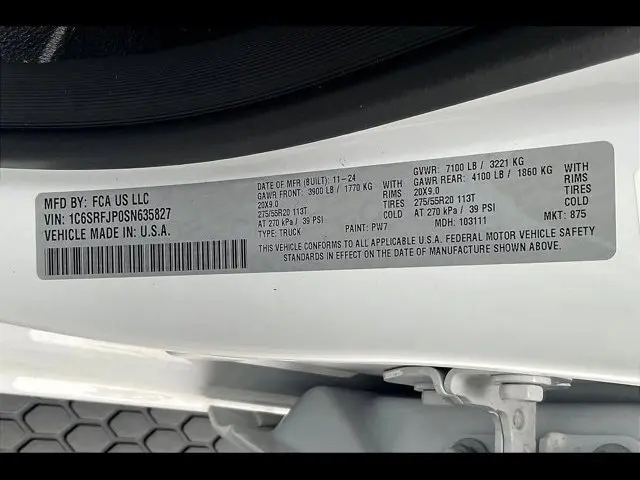 MFD BY: FCA US LLC
VIN: 1C6SRFJP0SN635827
VEHICLE MADE IN: U.S.A.
DATE OF MFR (BUILT): 11-24
GAWR FRONT: 3900 LB / 1770 KG
20X9.0
275/55R20 113T
AT 270 kPa / 39 PSI
TYPE: TRUCK
WITH
RIMS
TIRES
COLD
PAINT: PW7
GVWR: 7100 LB / 3221 KG
GAWR REAR: 4100 LB / 1860 KG
20X9.0
275/55R20 113T
AT 270 kPa / 39 PSI
MDH: 103111
WITH
RIMS
TIRES
COLD
MKT: 875
THIS VEHICLE CONFORMS TO ALL APPLICABLE U.S.A. FEDERAL MOTOR VEHICLE SAFETY
STANDARDS IN EFFECT ON THE DATE OF MANUFACTURE SHOWN ABOVE.